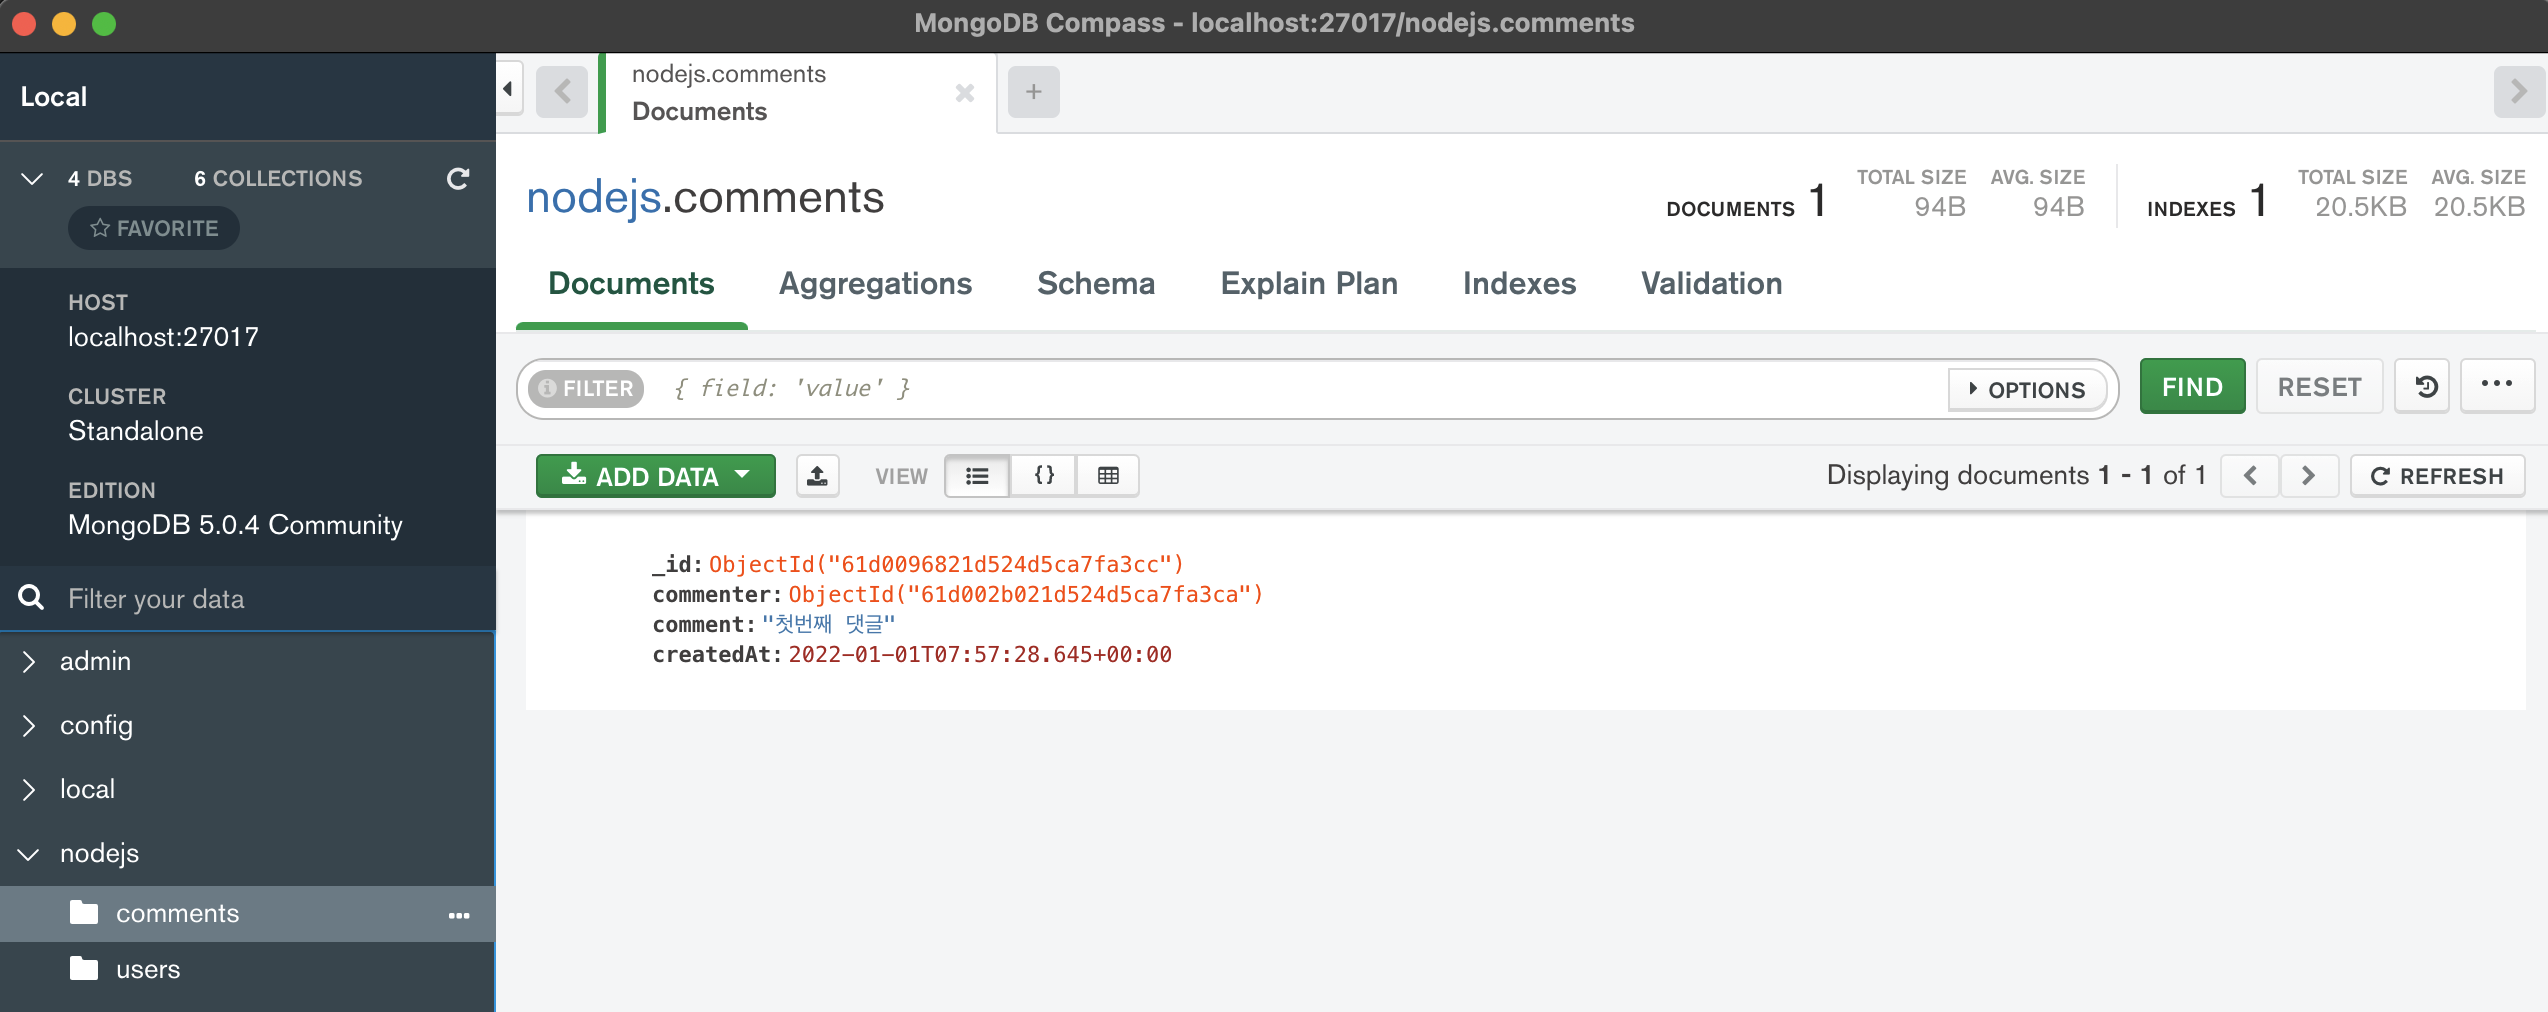 MongoDB Compass - localhost:27017/nodejs.comments
Local
4 DBS 6 COLLECTIONS
FAVORITE
HOST
localhost:27017
CLUSTER
Standalone
EDITION
MongoDB 5.0.4 Community
Filter your data
admin
config
local
nodejs
comments
users
nodejs.comments
Documents
nodejs.comments
DOCUMENTS 1
TOTAL SIZE
94B
AVG. SIZE
94B
INDEXES 1
TOTAL SIZE
20.5KB
AVG. SIZE
20.5KB
Documents Aggregations Schema Explain Plan Indexes Validation
FILTER { field: 'value' } OPTIONS FIND RESET
ADD DATA VIEW Displaying documents 1 - 1 of 1 REFRESH
_id: ObjectId("61d0096821d524d5ca7fa3cc")
commenter: ObjectId("61d002b021d524d5ca7fa3ca")
comment: "첫번째 댓글"
createdAt: 2022-01-01T07:57:28.645+00:00